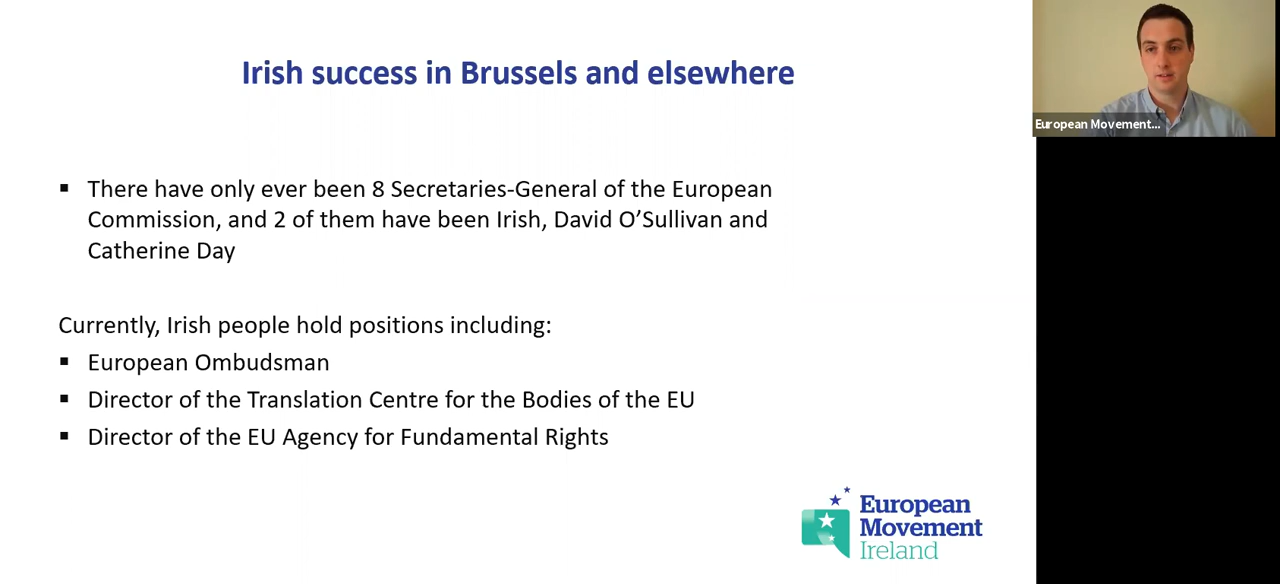 Irish success in Brussels and elsewhere
▪ There have only ever been 8 Secretaries-General of the European
Commission, and 2 of them have been Irish, David O’Sullivan and
Catherine Day
Currently, Irish people hold positions including:
▪ European Ombudsman
▪ Director of the Translation Centre for the Bodies of the EU
▪ Director of the EU Agency for Fundamental Rights
European
Movement
Ireland
European Movement...